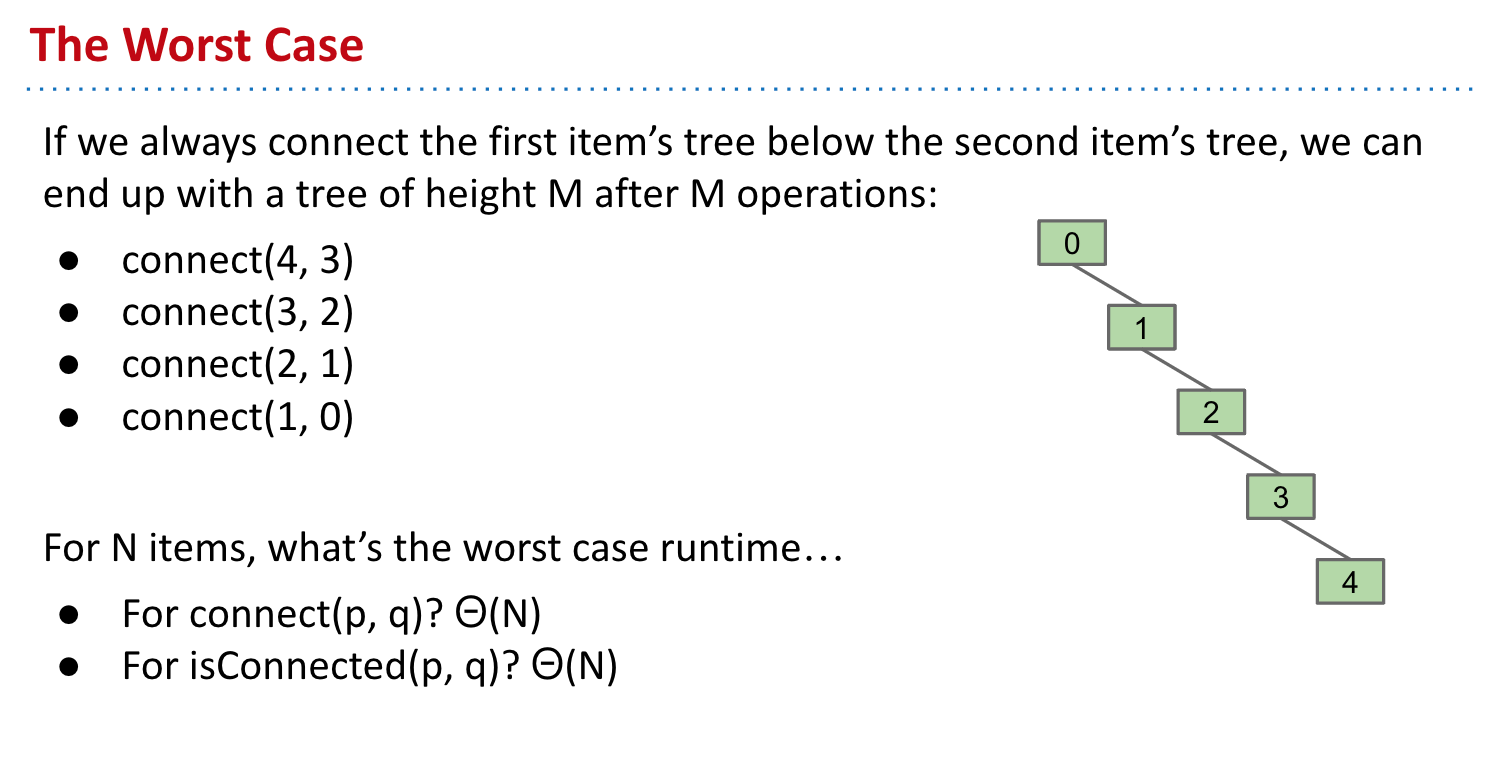 The Worst Case
If we always connect the first item’s tree below the second item’s tree, we can
end up with a tree of height M after M operations:
● connect(4, 3)
● connect(3, 2)
● connect(2, 1)
● connect(1, 0)
0
1
2
3
4
For N items, what’s the worst case runtime…
● For connect(p, q)? Θ(N)
● For isConnected(p, q)? Θ(N)